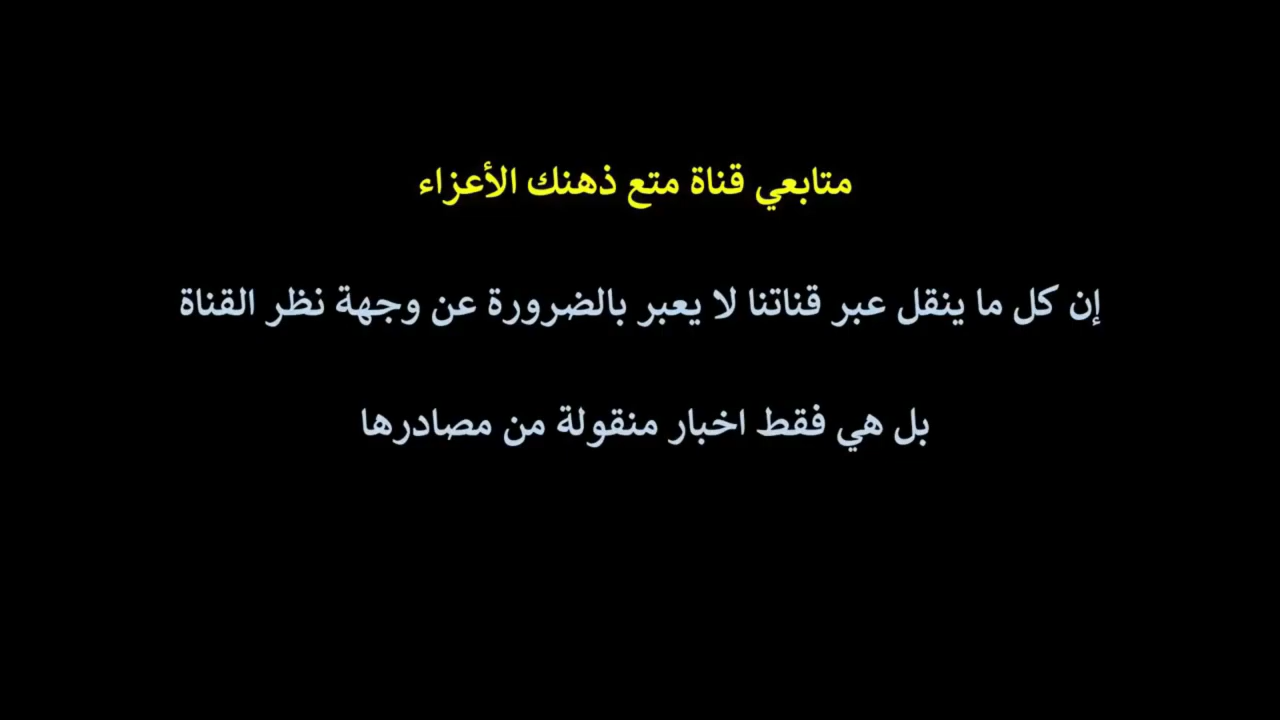 متابعي قناة متع ذهنك الأعزاء
إن كل ما ينقل عبر قناتنا لا يعبر بالضرورة عن وجهة نظر القناة
بل هي فقط اخبار منقولة من مصادرها